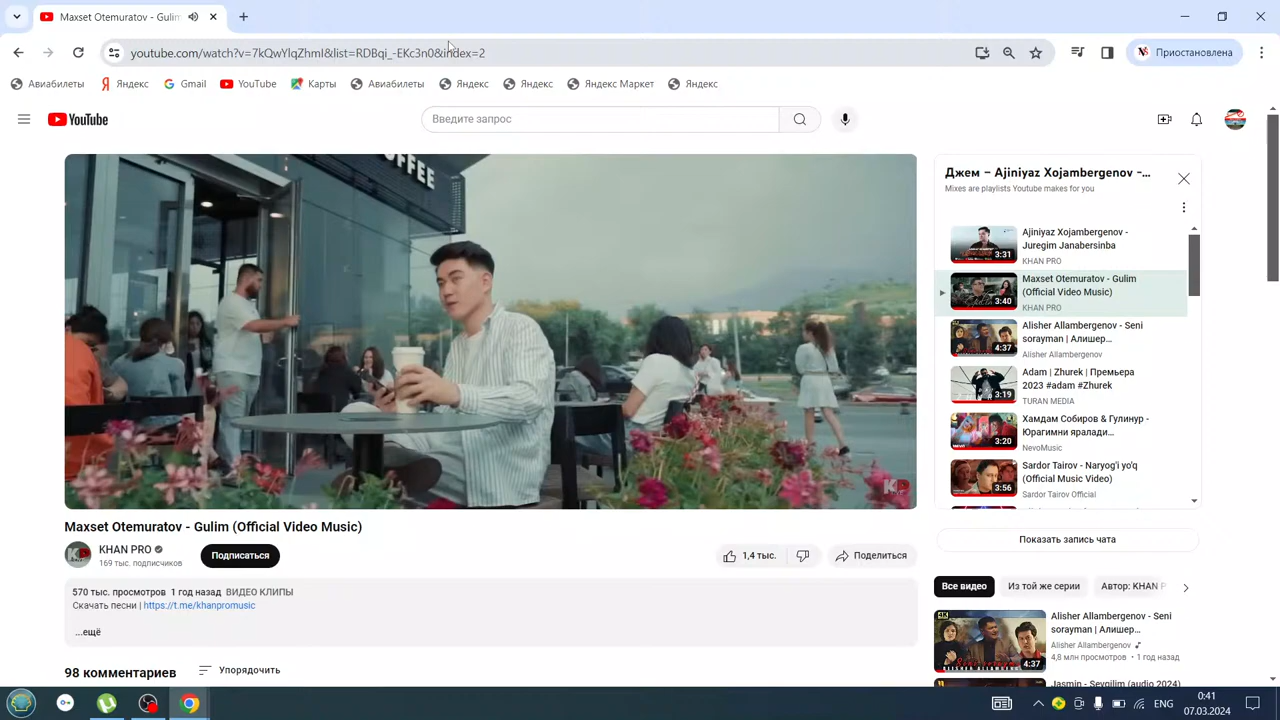 Maxset Otemuratov - Gulim
youtube.com/watch?v=7kQwYlqZhmI&list=RDBqi_-EKc3n0&index=2
Приостановлена
Авиабилеты
Яндекс
Gmail
YouTube
Карты
Авиабилеты
Яндекс
Яндекс
Яндекс Маркет
Яндекс
YouTube
Введите запрос
OFFEE
Джем – Ajiniyaz Xojambergenov -...
Mixes are playlists Youtube makes for you
3:31
Ajiniyaz Xojambergenov -
Juregim Janabersinba
KHAN PRO
3:40
Maxset Otemuratov - Gulim
(Official Video Music)
KHAN PRO
4:37
Alisher Allambergenov - Seni
sorayman | Алишер...
Alisher Allambergenov
3:19
Adam | Zhurek | Премьера
2023 #adam #Zhurek
TURAN MEDIA
3:20
Хамдам Собиров & Гулинур -
Юрагимни яралади...
NevoMusic
3:56
Sardor Tairov - Naryog'i yo'q
(Official Music Video)
Sardor Tairov Official
Maxset Otemuratov - Gulim (Official Video Music)
KHAN PRO
169 тыс. подписчиков
Подписаться
1,4 тыс.
Поделиться
570 тыс. просмотров 1 год назад ВИДЕО КЛИПЫ
Скачать песни | https://t.me/khanpromusic
...ещё
98 комментариев
Упорядочить
Показать запись чата
Все видео
Из той же серии
Автор: KHAN P
4K
4:37
Alisher Allambergenov - Seni
sorayman | Алишер...
Alisher Allambergenov
4,8 млн просмотров • 1 год назад
Jasmin - Sevgilim (audio 2024)
ENG
0:41
07.03.2024